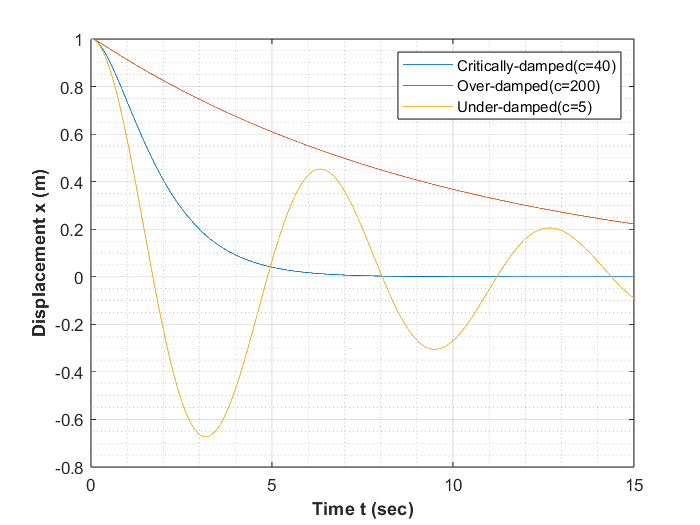 1
0.8
0.6
0.4
0.2
0
-0.2
-0.4
-0.6
-0.8
Displacement x (m)
Critically-damped(c=40)
Over-damped(c=200)
Under-damped(c=5)
0 5 10 15
Time t (sec)